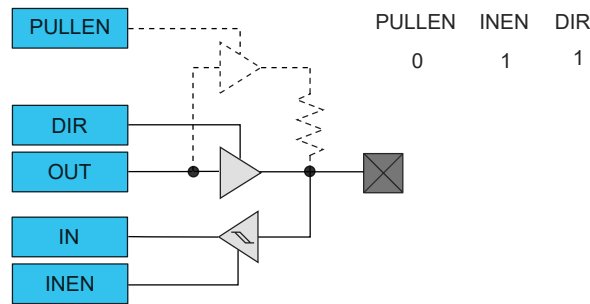 PULLEN
PULLEN INEN DIR
0 1 1
DIR
OUT
IN
INEN